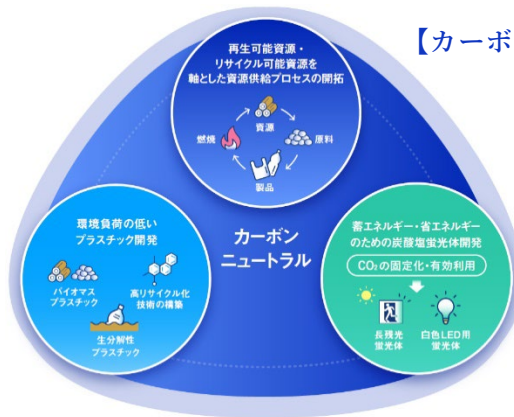 【カーボ
再生可能資源・
リサイクル可能資源を
軸とした資源供給プロセスの開拓
資源
燃焼
原料
製品
環境負荷の低い
プラスチック開発
バイオマス
プラスチック
高リサイクル化
技術の構築
生分解性
プラスチック
カーボン
ニュートラル
蓄エネルギー・省エネルギー
のための炭酸塩蛍光体開発
CO₂の固定化・有効利用
長残光
蛍光体
白色LED用
蛍光体